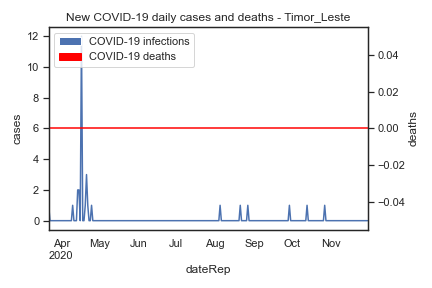 New COVID-19 daily cases and deaths - Timor_Leste
COVID-19 infections
COVID-19 deaths
12
10
8
6
4
2
0
cases
0.04
0.02
0.00
−0.02
−0.04
deaths
Apr May Jun Jul Aug Sep Oct Nov
2020
dateRep